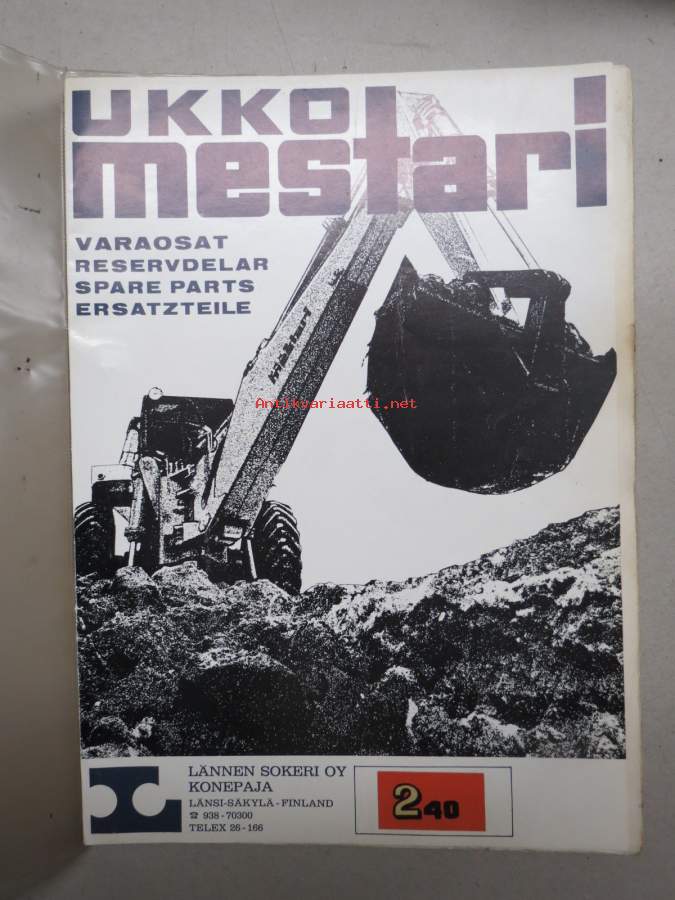 UKKO
mestari
VARAOSAT
RESERVDELAR
SPARE PARTS
ERSATZTEILE
mestari
Antikvariaatti.net
LÄNNEN SOKERI OY
KONEPAJA
LÄNSI-SÄKYLÄ-FINLAND
☎ 938-70300
TELEX 26-166
240